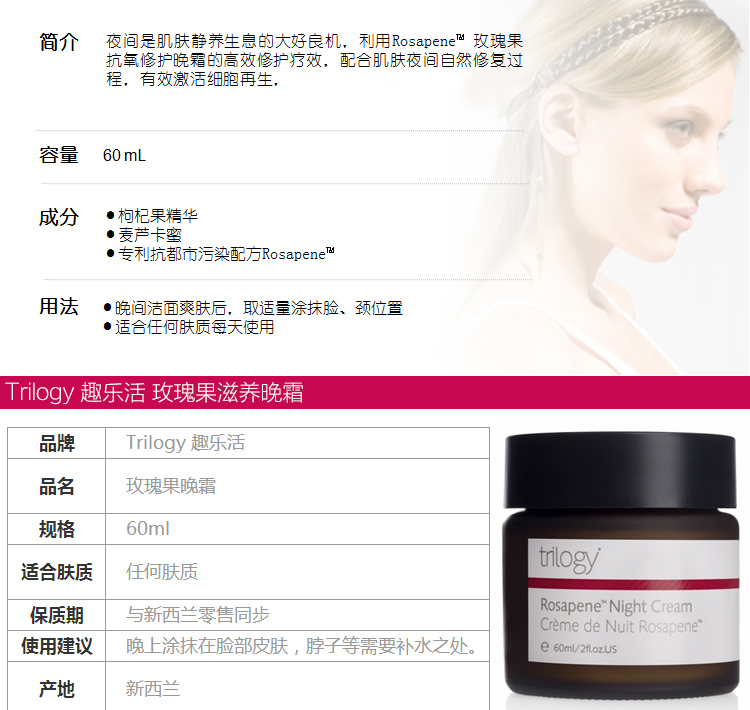 简介
夜间是肌肤静养生息的大好良机，利用Rosapene™ 玫瑰果
抗氧修护晚霜的高效修护疗效，配合肌肤夜间自然修复过
程，有效激活细胞再生，
容量
60 mL
成分
●枸杞果精华
●麦芦卡蜜
●专利抗都市污染配方Rosapene™
用法
●晚间洁面爽肤后，取适量涂抹脸、颈位置
●适合任何肤质每天使用
Trilogy 趣乐活 玫瑰果滋养晚霜
品牌 Trilogy 趣乐活
品名 玫瑰果晚霜
规格 60ml
适合肤质 任何肤质
保质期 与新西兰零售同步
使用建议 晚上涂抹在脸部皮肤，脖子等需要补水之处。
产地 新西兰
trilogy
Rosapene™ Night Cream
Crème de Nuit Rosapene™
℮ 60ml/2fl.oz.US